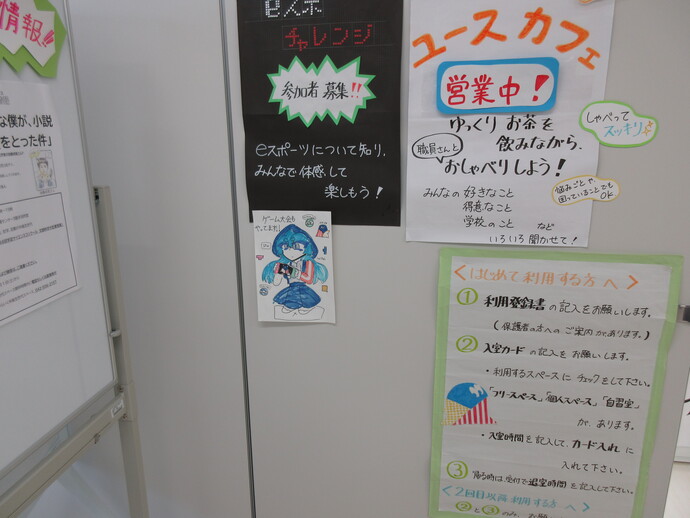 情報!!
な僕が、小説
をとった件」
eスポ
チャレンジ
参加者募集!!
eスポーツについて知り、
みんなで体感して
楽しもう!
ゲーム大会も
やってるよ!
ユースカフェ
営業中!
ゆっくり お茶を
飲みながら、
職員さんと
おしゃべりしよう!
しゃべって
スッキリ
悩みごとや
困っていることでも
OK
みんなの 好きなこと
得意なこと
学校のこと など
いろいろ聞かせて!
<はじめて利用する方へ>
① 利用登録書の記入をお願いします。
(保護者の方へのご案内があります。)
② 入室カードの記入をお願いします。
・利用するスペースにチェックをして下さい。
「フリースペース」「個人スペース」「自習室」
が、あります。
・入室時間を記入して、カード入れに
入れて下さい。
③ 帰る時は、受付で退室時間を記入して下さい。
<2回目以降利用する方へ>
②と③のみ、お願